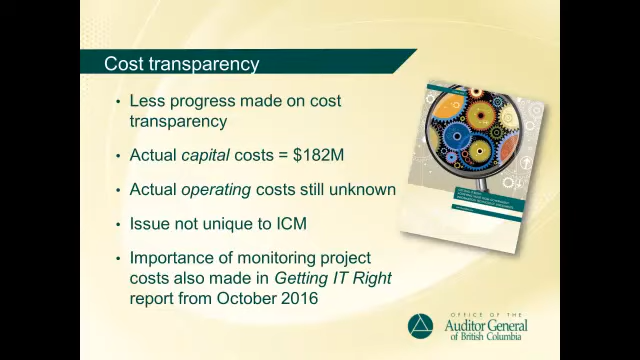 Cost transparency
• Less progress made on cost
transparency
• Actual capital costs = $182M
• Actual operating costs still unknown
• Issue not unique to ICM
• Importance of monitoring project
costs also made in Getting IT Right
report from October 2016
OFFICE OF THE
Auditor General
of British Columbia